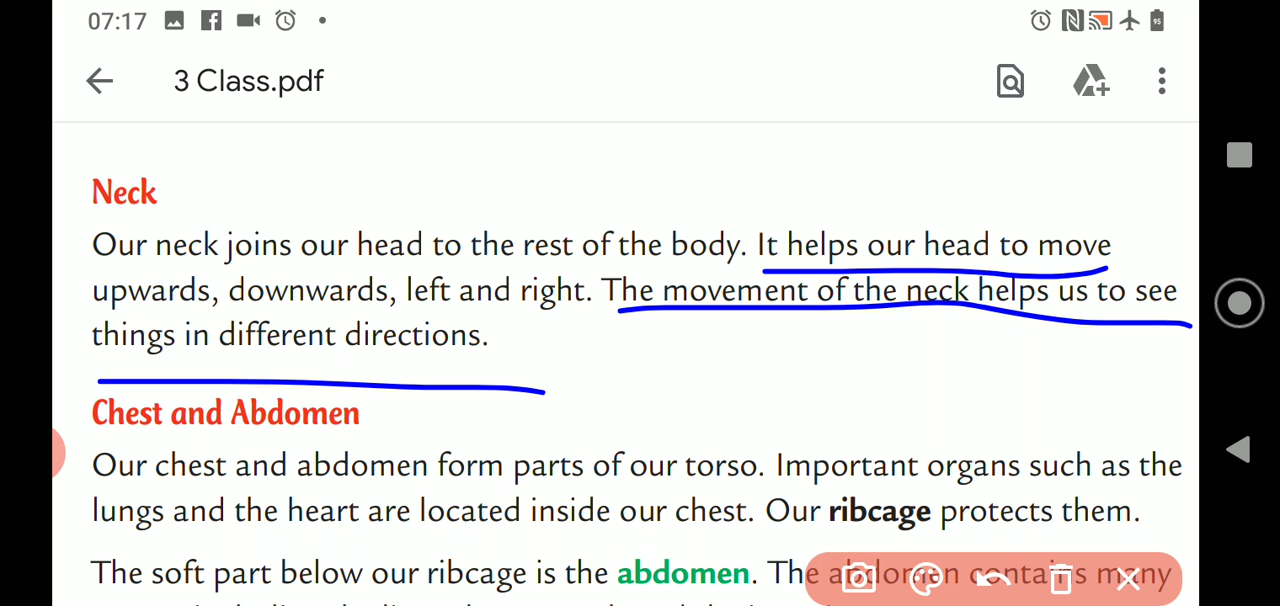 07:17
95
3 Class.pdf
Neck
Our neck joins our head to the rest of the body. It helps our head to move
upwards, downwards, left and right. The movement of the neck helps us to see
things in different directions.
Chest and Abdomen
Our chest and abdomen form parts of our torso. Important organs such as the
lungs and the heart are located inside our chest. Our ribcage protects them.
The soft part below our ribcage is the abdomen. The abdomen contains many